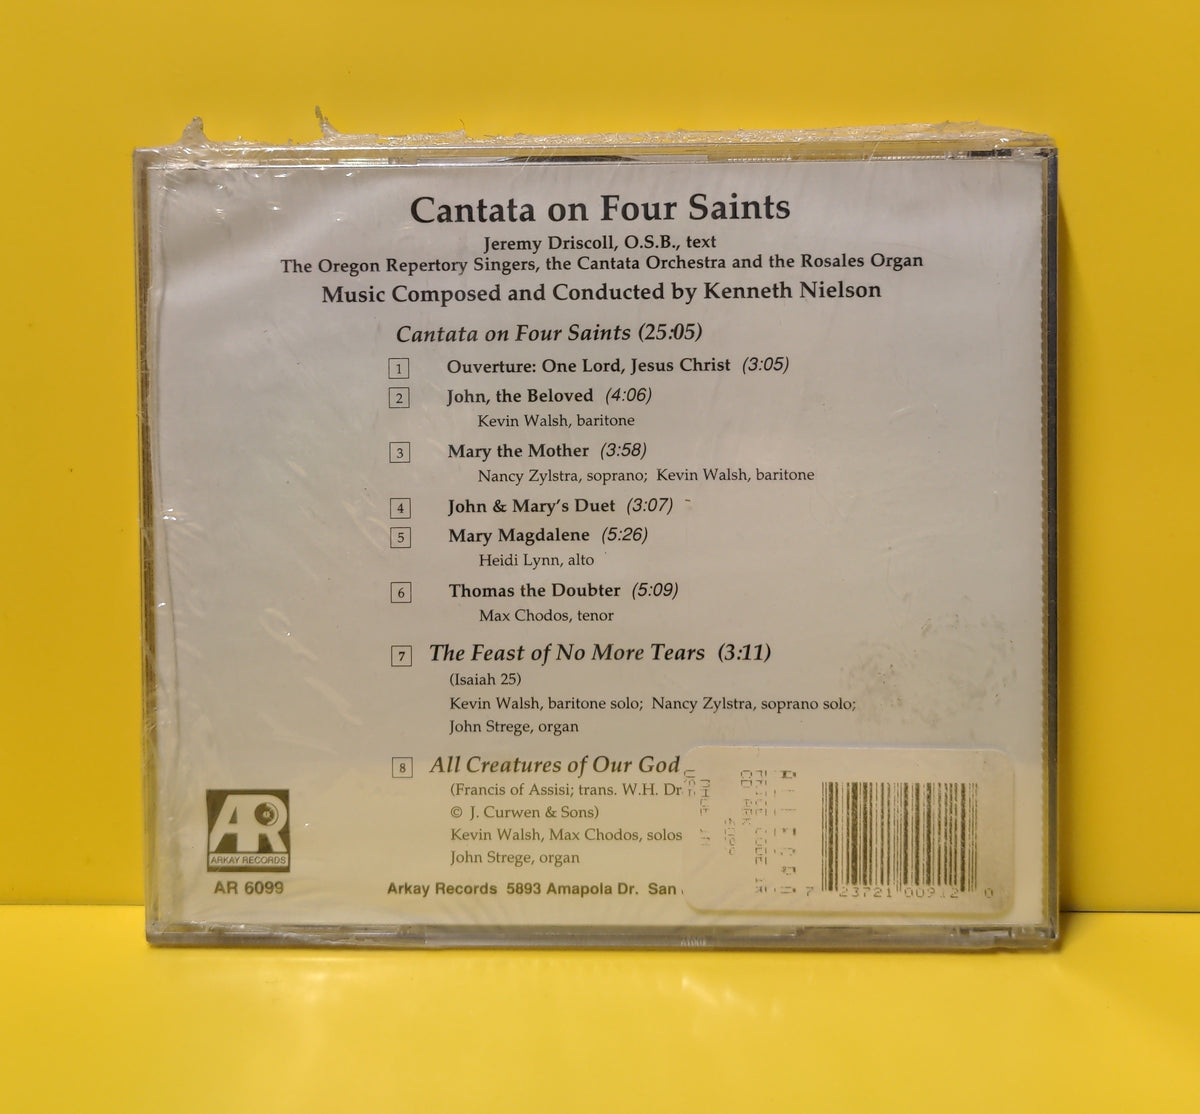 Cantata on Four Saints
Jeremy Driscoll, O.S.B., text
The Oregon Repertory Singers, the Cantata Orchestra and the Rosales Organ
Music Composed and Conducted by Kenneth Nielson
Cantata on Four Saints (25:05)
1 Ouverture: One Lord, Jesus Christ (3:05)
2 John, the Beloved (4:06)
Kevin Walsh, baritone
3 Mary the Mother (3:58)
Nancy Zylstra, soprano; Kevin Walsh, baritone
4 John & Mary's Duet (3:07)
5 Mary Magdalene (5:26)
Heidi Lynn, alto
6 Thomas the Doubter (5:09)
Max Chodos, tenor
7 The Feast of No More Tears (3:11)
(Isaiah 25)
Kevin Walsh, baritone solo; Nancy Zylstra, soprano solo;
John Strege, organ
8 All Creatures of Our God
(Francis of Assisi; trans. W.H. Dr
© J. Curwen & Sons)
Kevin Walsh, Max Chodos, solos
John Strege, organ
AR
ARKAY RECORDS
AR 6099
Arkay Records 5893 Amapola Dr. San
7 23721 00912 0